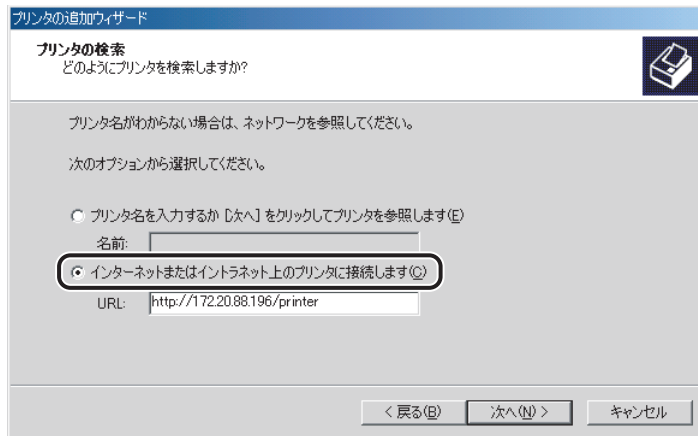 プリンタの追加ウィザード
プリンタの検索
どのようにプリンタを検索しますか?
プリンタ名がわからない場合は、ネットワークを参照してください。
次のオプションから選択してください。
プリンタ名を入力するか [次へ] をクリックしてプリンタを参照します(E)
名前:
インターネットまたはイントラネット上のプリンタに接続します(C)
URL: http://172.20.88.196/printer
< 戻る(B) 次へ(N) > キャンセル